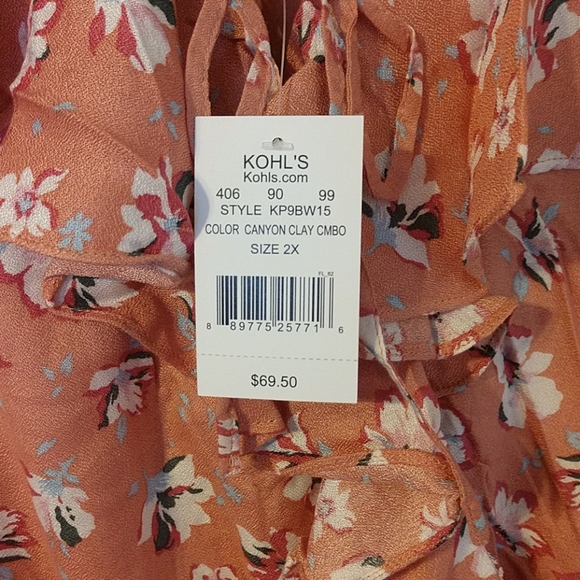 KOHL'S
Kohls.com
406 90 99
STYLE KP9BW15
COLOR CANYON CLAY CMBO
SIZE 2X
FL_62
8 89775 25771 6
$69.50